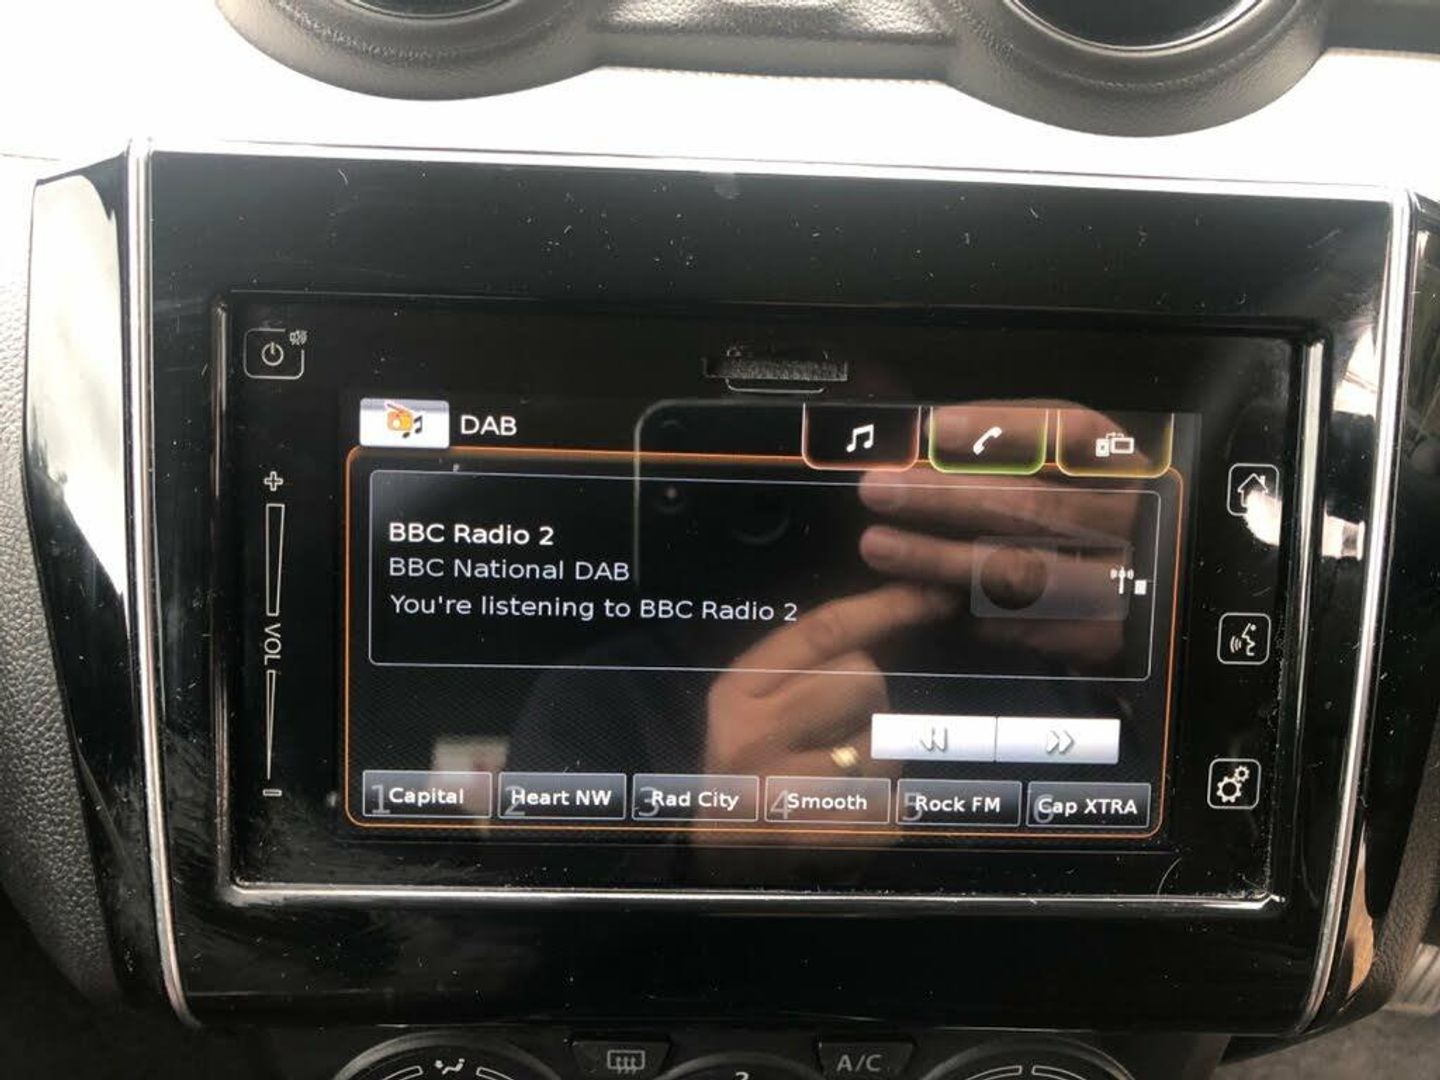 DAB
BBC Radio 2
BBC National DAB
You're listening to BBC Radio 2
VOL
1 Capital
2 Heart NW
3 Rad City
4 Smooth
5 Rock FM
6 Cap XTRA
A/C
2